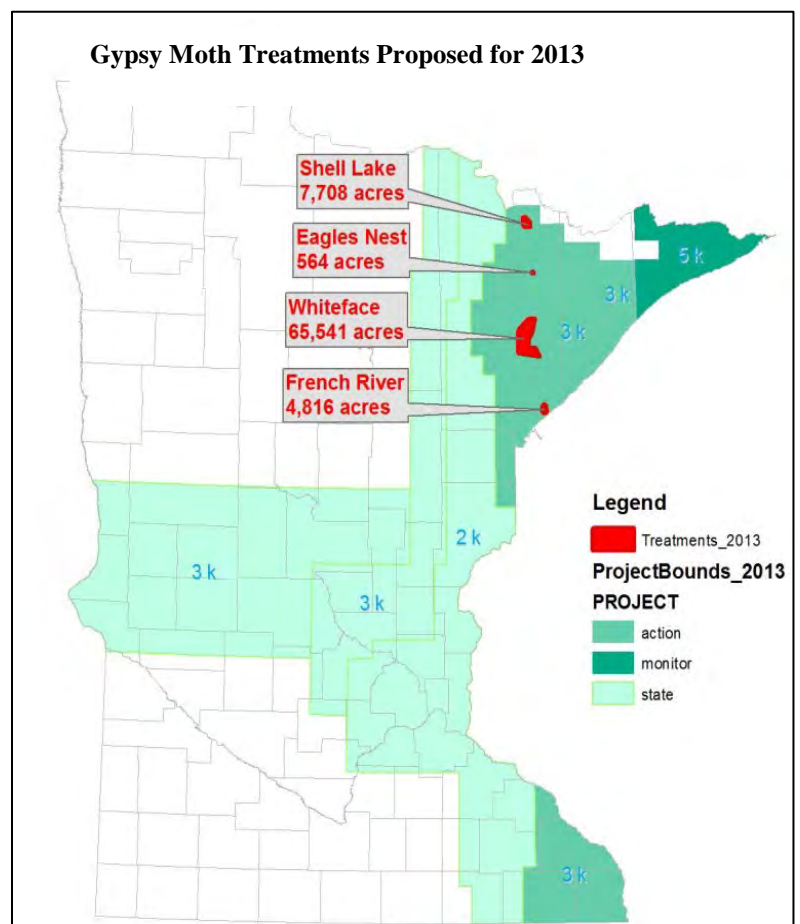 Gypsy Moth Treatments Proposed for 2013
Shell Lake
7,708 acres
Eagles Nest
564 acres
Whiteface
65,541 acres
French River
4,816 acres
5 k
3 k
3 k
2 k
3 k
3 k
3 k
Legend
Treatments_2013
ProjectBounds_2013
PROJECT
action
monitor
state